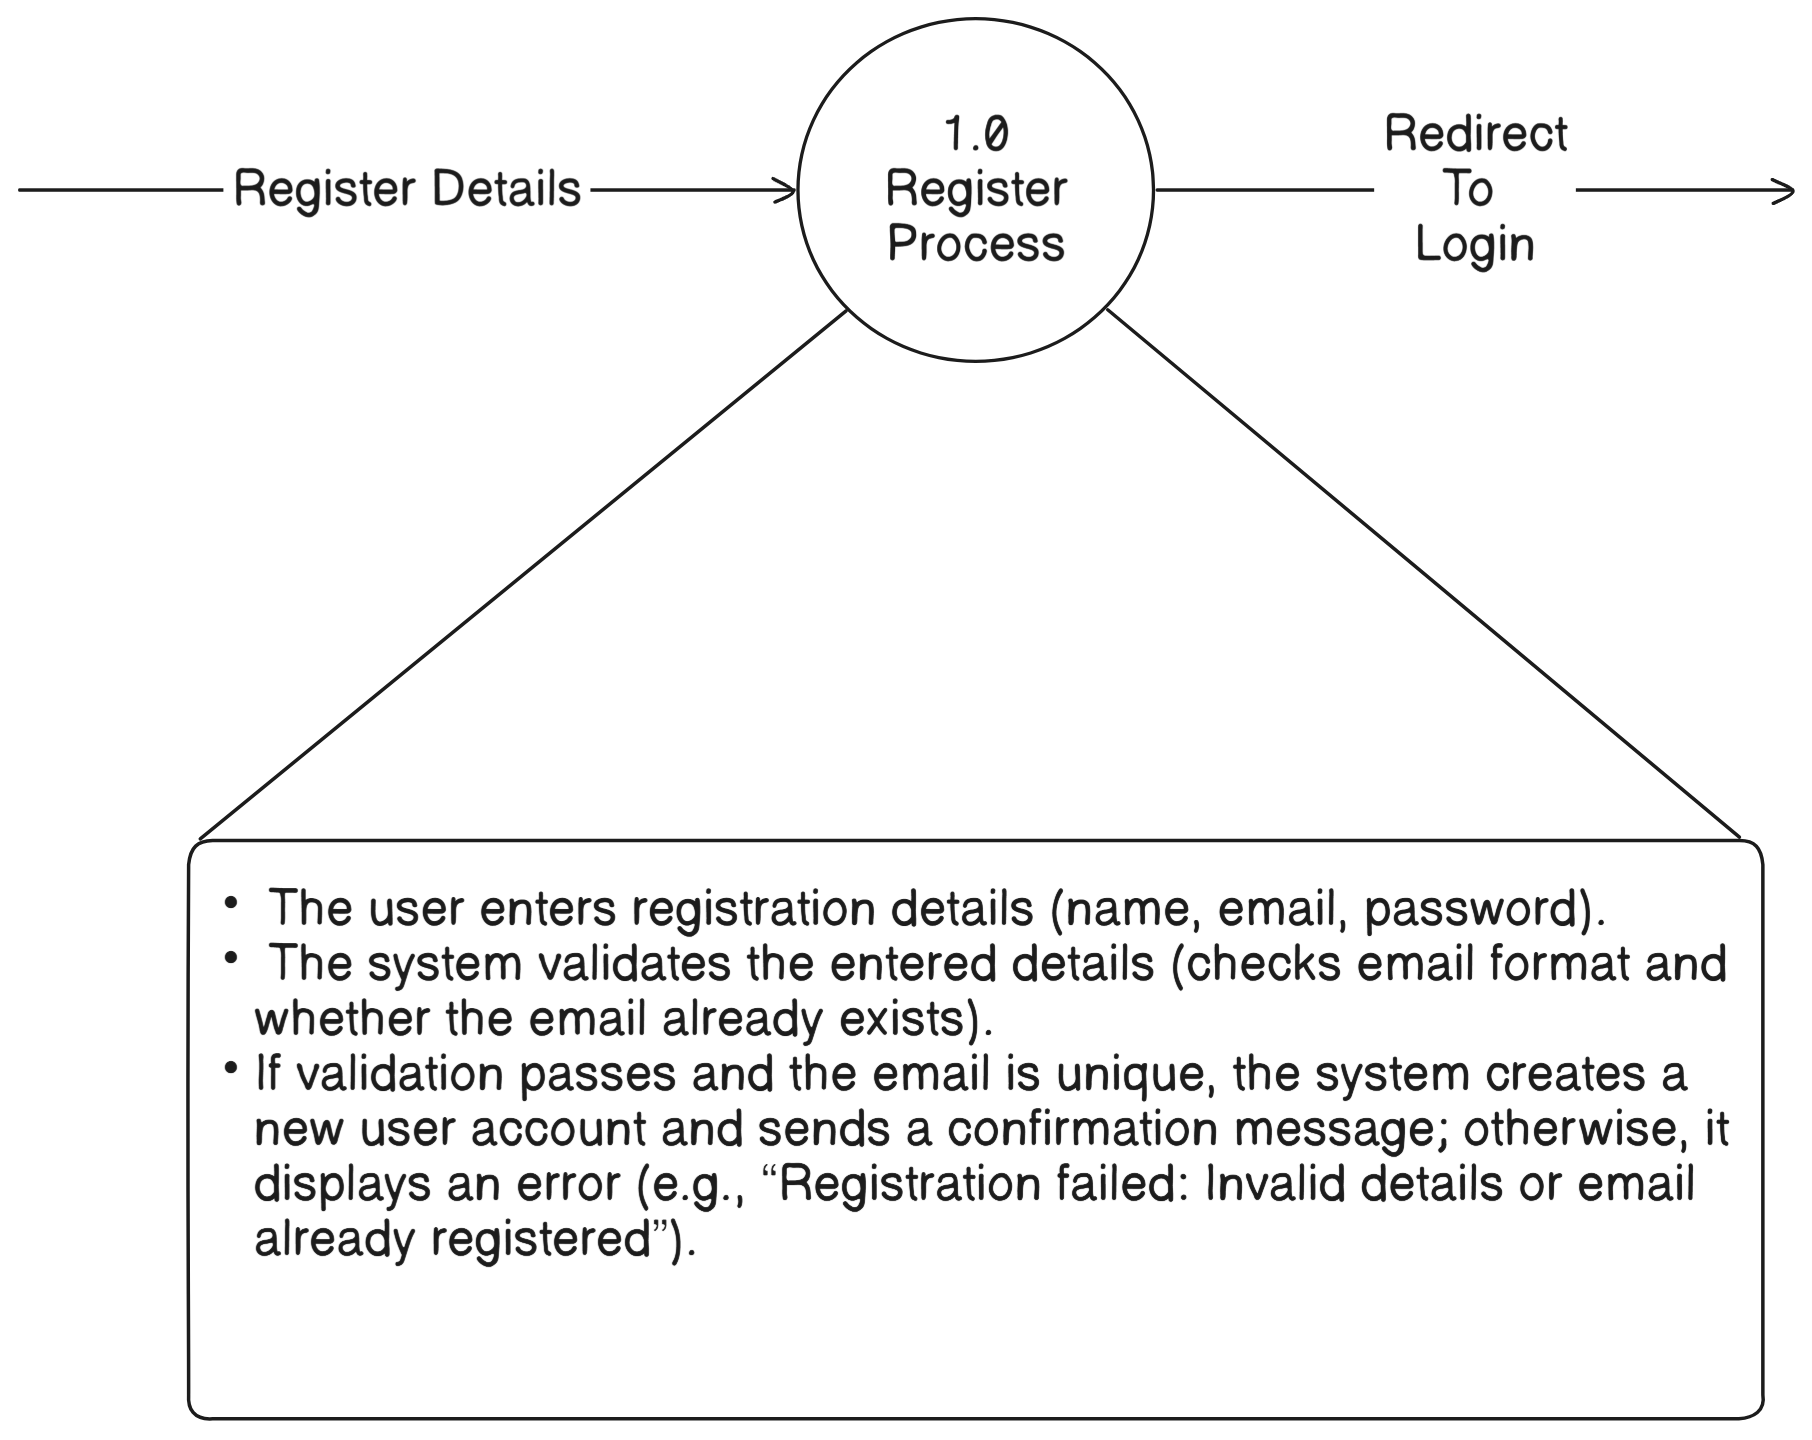 1.0
Register Details
Register
Process
Redirect
To
Login
• The user enters registration details (name, email, password).
• The system validates the entered details (checks email format and
whether the email already exists).
• If validation passes and the email is unique, the system creates a
new user account and sends a confirmation message; otherwise, it
displays an error (e.g., “Registration failed: Invalid details or email
already registered”).